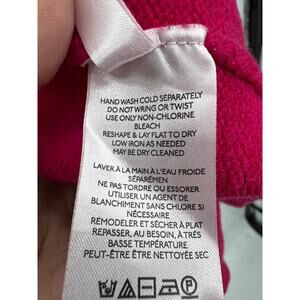 HAND WASH COLD SEPARATELY
DO NOT WRING OR TWIST
USE ONLY NON-CHLORINE
BLEACH
RESHAPE & LAY FLAT TO DRY
LOW IRON AS NEEDED
MAY BE DRY CLEANED
LAVER À LA MAIN À L'EAU FROIDE
SÉPARÉMEN
NE PAS TORDRE OU ESSORER
UTILISER UN AGENT DE
BLANCHIMENT SANS CHLORE SI
NÉCESSAIRE
REMODELER ET SÉCHER À PLAT
REPASSER, AU BESOIN, À TRÈS
BASSE TEMPÉRATURE
PEUT-ÊTRE ÊTRE NETTOYÉE SEC